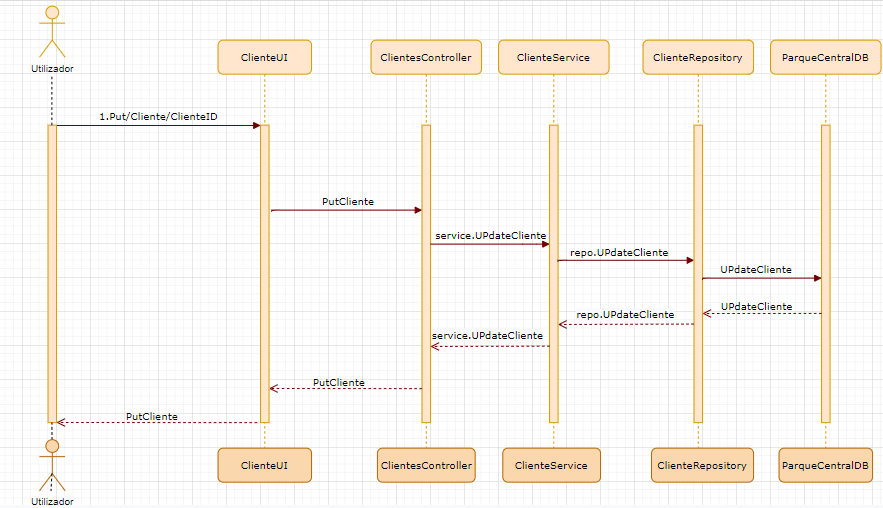 Utilizador
ClienteUI
ClientesController
ClienteService
ClienteRepository
ParqueCentralDB
1.Put/Cliente/ClienteID
PutCliente
service.UPdateCliente
repo.UPdateCliente
UPdateCliente
UPdateCliente
repo.UPdateCliente
service.UPdateCliente
PutCliente
PutCliente
ClienteUI
ClientesController
ClienteService
ClienteRepository
ParqueCentralDB
Utilizador